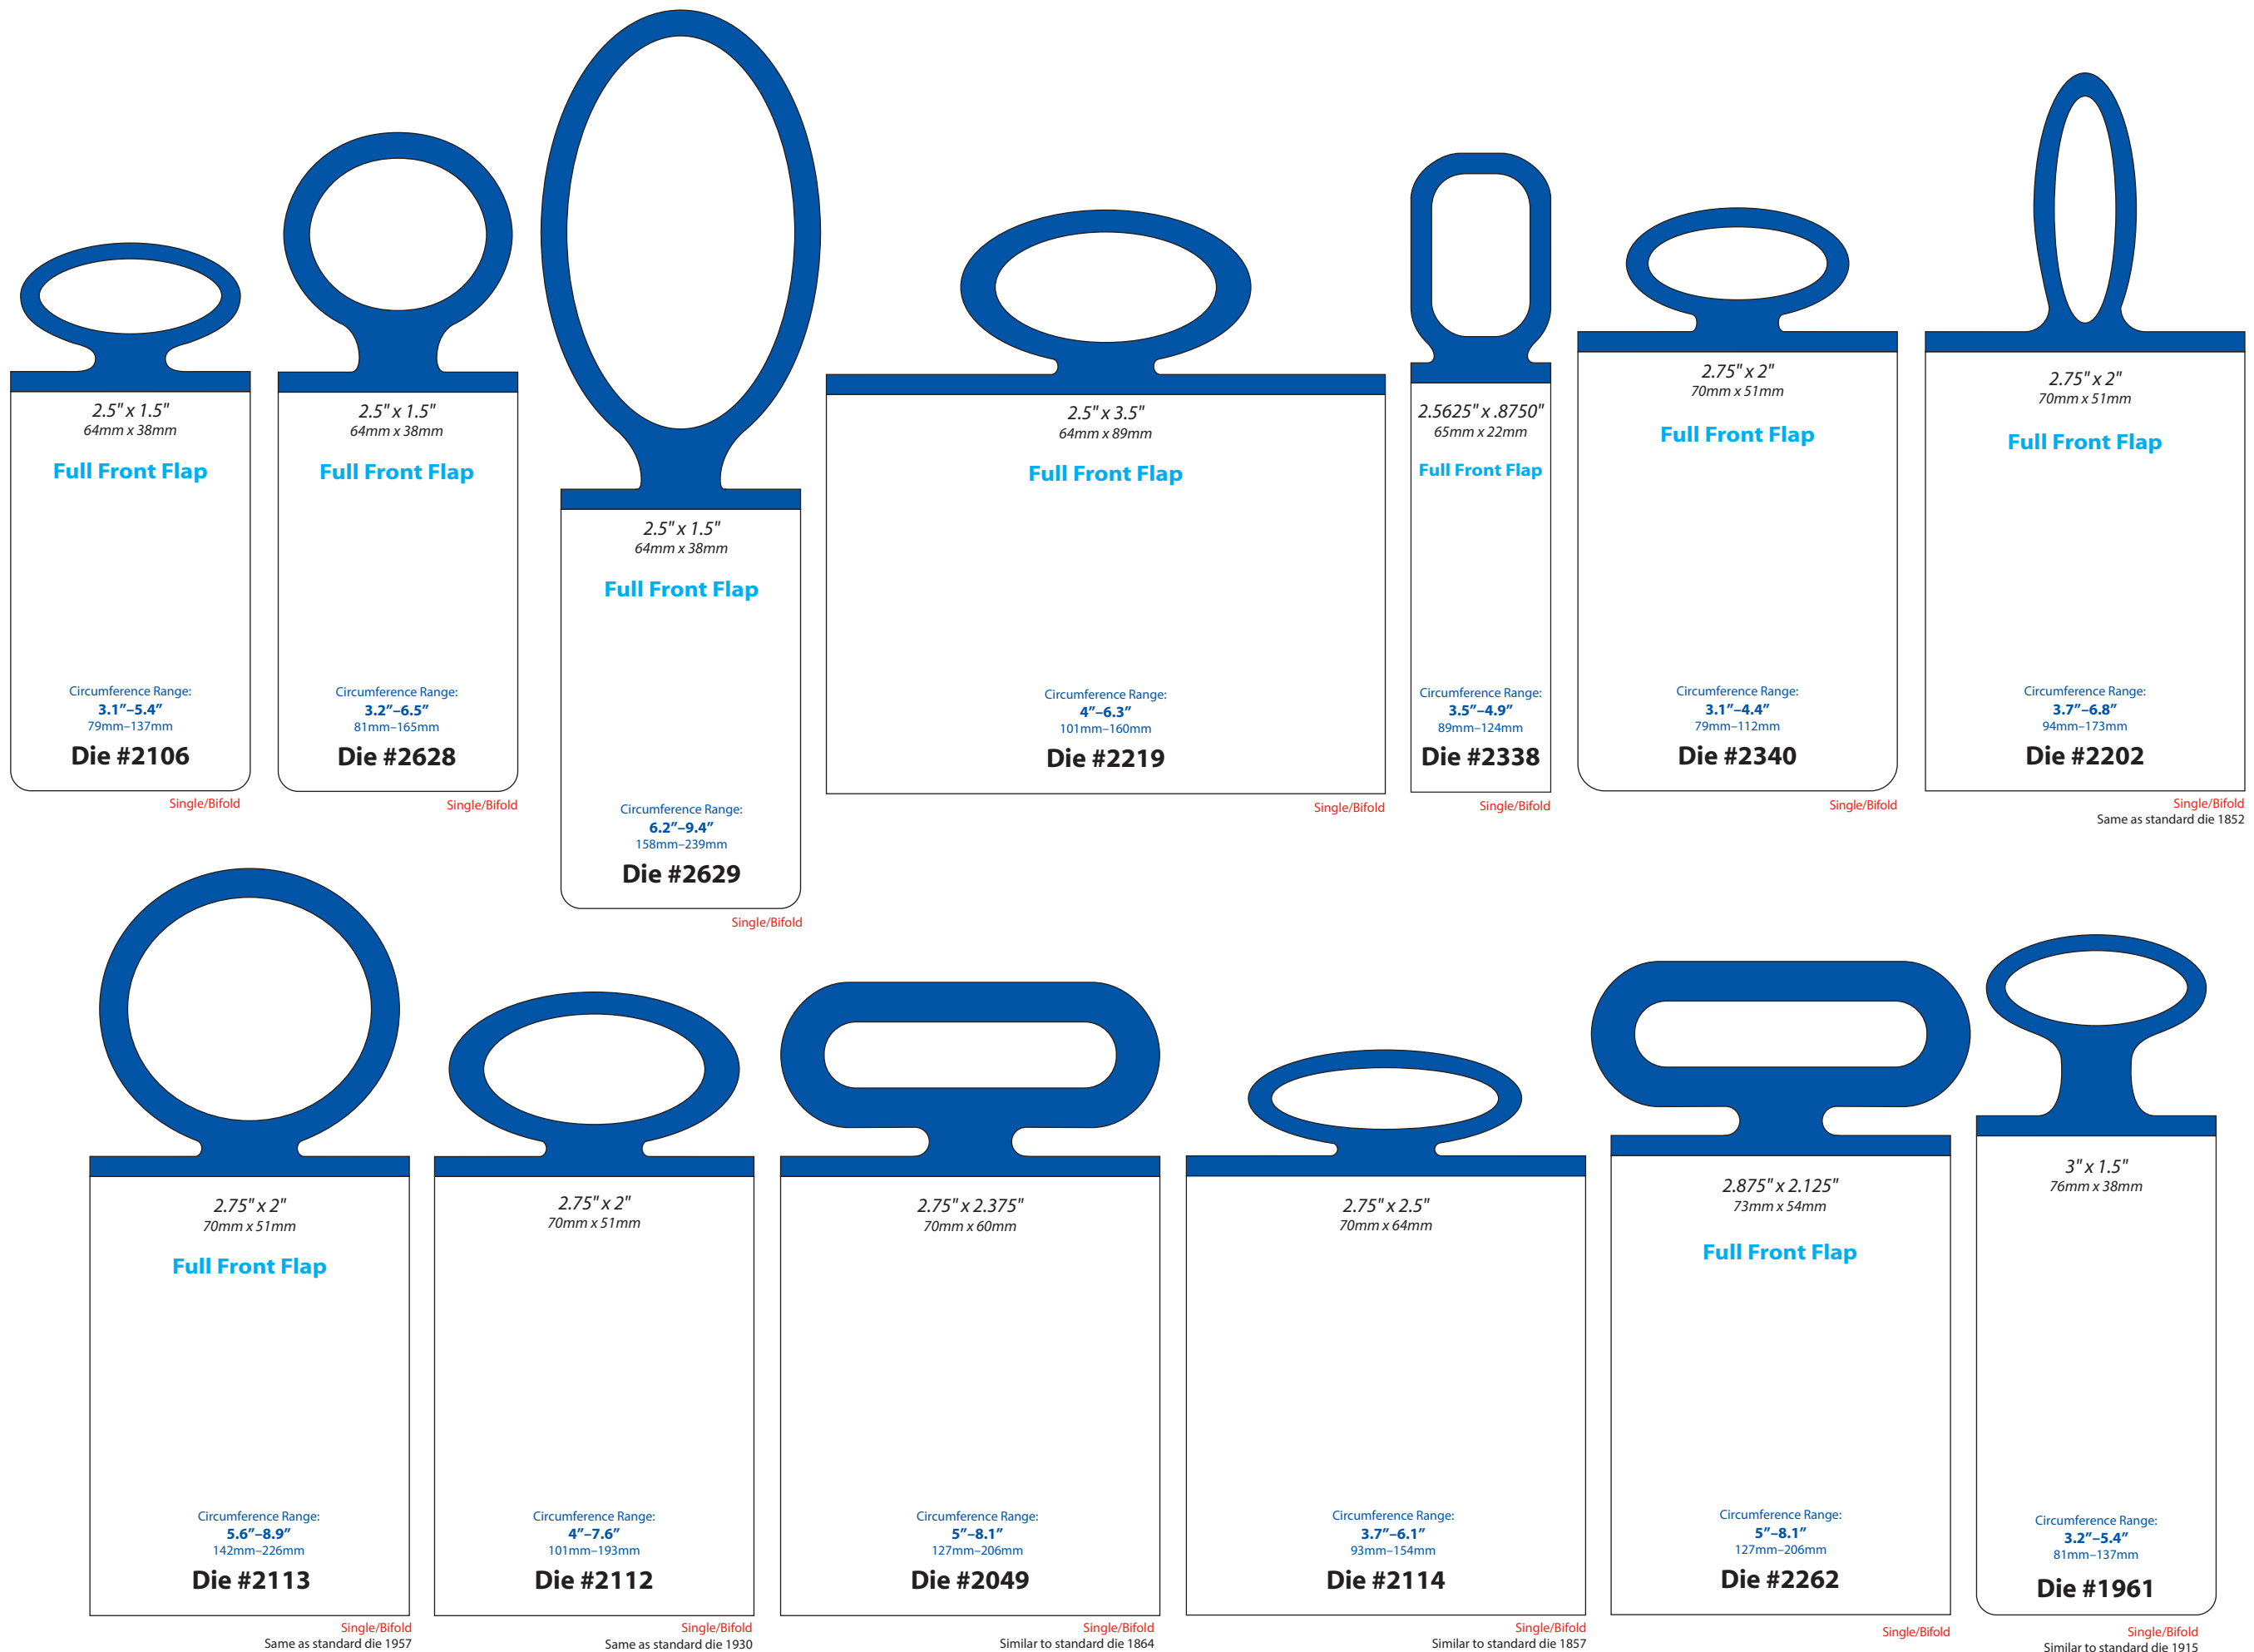 2.5" x 1.5"
64mm x 38mm
Full Front Flap
Circumference Range:
3.1”–5.4”
79mm–137mm
Die #2106
Single/Bifold
2.5" x 1.5"
64mm x 38mm
Full Front Flap
Circumference Range:
3.2”–6.5”
81mm–165mm
Die #2628
Single/Bifold
2.5" x 1.5"
64mm x 38mm
Full Front Flap
Circumference Range:
6.2”–9.4”
158mm–239mm
Die #2629
Single/Bifold
2.5" x 3.5"
64mm x 89mm
Full Front Flap
Circumference Range:
4”–6.3”
101mm–160mm
Die #2219
Single/Bifold
2.5625" x .8750"
65mm x 22mm
Full Front Flap
Circumference Range:
3.5”–4.9”
89mm–124mm
Die #2338
Single/Bifold
2.75" x 2"
70mm x 51mm
Full Front Flap
Circumference Range:
3.1”–4.4”
79mm–112mm
Die #2340
Single/Bifold
2.75" x 2"
70mm x 51mm
Full Front Flap
Circumference Range:
3.7”–6.8”
94mm–173mm
Die #2202
Single/Bifold
Same as standard die 1852
2.75" x 2"
70mm x 51mm
Full Front Flap
Circumference Range:
5.6”–8.9”
142mm–226mm
Die #2113
Single/Bifold
Same as standard die 1957
2.75" x 2"
70mm x 51mm
Circumference Range:
4”–7.6”
101mm–193mm
Die #2112
Single/Bifold
Same as standard die 1930
2.75" x 2.375"
70mm x 60mm
Circumference Range:
5”–8.1”
127mm–206mm
Die #2049
Single/Bifold
Similar to standard die 1864
2.75" x 2.5"
70mm x 64mm
Circumference Range:
3.7”–6.1”
93mm–154mm
Die #2114
Single/Bifold
Similar to standard die 1857
2.875" x 2.125"
73mm x 54mm
Full Front Flap
Circumference Range:
5”–8.1”
127mm–206mm
Die #2262
Single/Bifold
3" x 1.5"
76mm x 38mm
Circumference Range:
3.2”–5.4”
81mm–137mm
Die #1961
Single/Bifold
Similar to standard die 1915